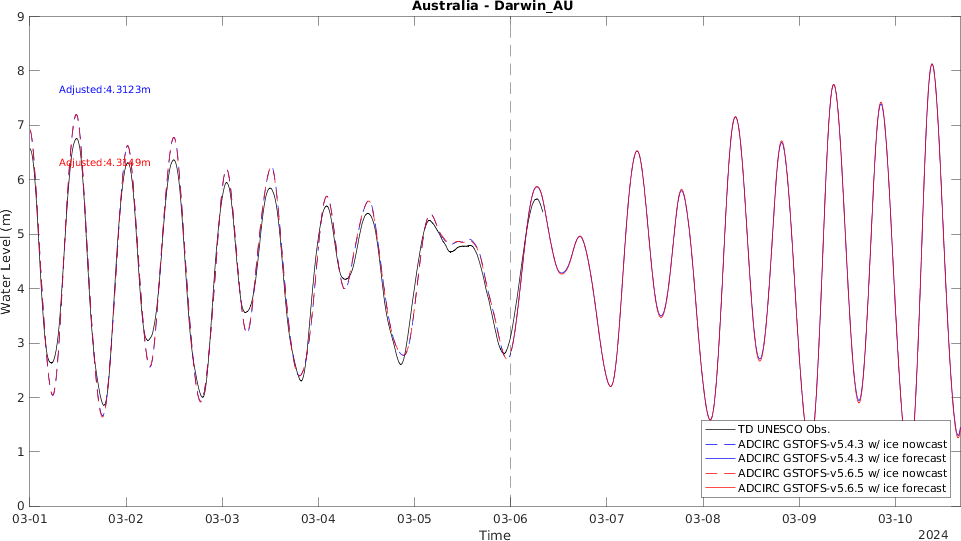 Australia - Darwin_AU
9
8
7
6
5
4
3
2
1
0
Water Level (m)
Adjusted:4.3123m
TD UNESCO Obs.
ADCIRC GSTOFS-v5.4.3 w/ ice nowcast
ADCIRC GSTOFS-v5.4.3 w/ ice forecast
ADCIRC GSTOFS-v5.6.5 w/ ice nowcast
ADCIRC GSTOFS-v5.6.5 w/ ice forecast
03-01 03-02 03-03 03-04 03-05 03-06 03-07 03-08 03-09 03-10
Time
2024